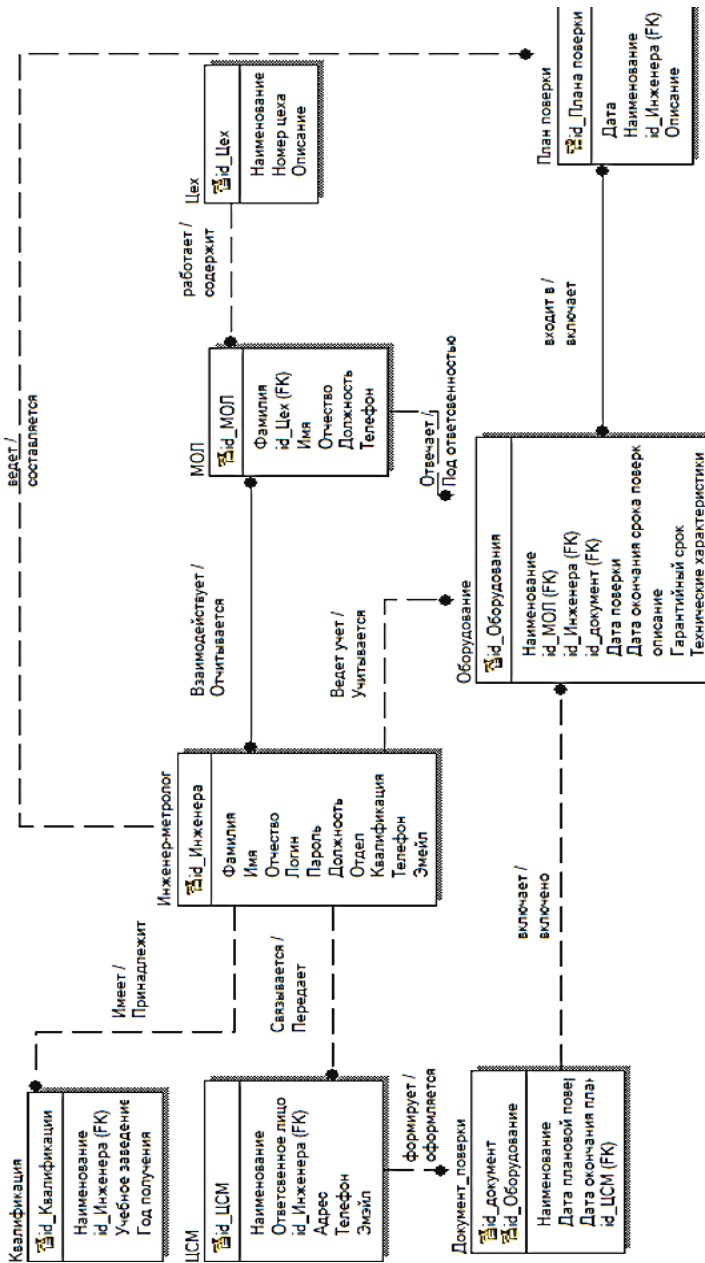 Квалификация
id_Квалификации
Наименование
id_Инженера (FK)
Учебное заведение
Год получения
Имеет /
Принадлежит
ЦСМ
id_ЦСМ
Наименование
Ответсвенное лицо
id_Инженера (FK)
Адрес
Телефон
Эмэйл
Связывается /
Передает
формирует /
оформляется
Документ_поверки
id_документ
id_Оборудование
Наименование
Дата плановой повер
Дата окончания план
id_ЦСМ (FK)
включает /
включено
Инженер-метролог
id_Инженера
Фамилия
Имя
Отчество
Логин
Пароль
Должность
Отдел
Квалификация
Телефон
Эмейл
ведет /
составляется
Взаимодействует /
Отчитывается
Ведет учет /
Учитывается
МОЛ
id_МОЛ
Фамилия
id_Цех (FK)
Имя
Отчество
Должность
Телефон
Отвечает /
Под ответсвенностью
Оборудование
id_Оборудования
Наименование
id_МОЛ (FK)
id_Инженера (FK)
id_документ (FK)
Дата поверки
Дата окончания срока поверк
описание
Гарантийный срок
Технические характеристики
работает /
содержит
Цех
id_Цех
Наименование
Номер цеха
Описание
входит в /
включает
План поверки
id_Плана поверки
Дата
Наименование
id_Инженера (FK)
Описание